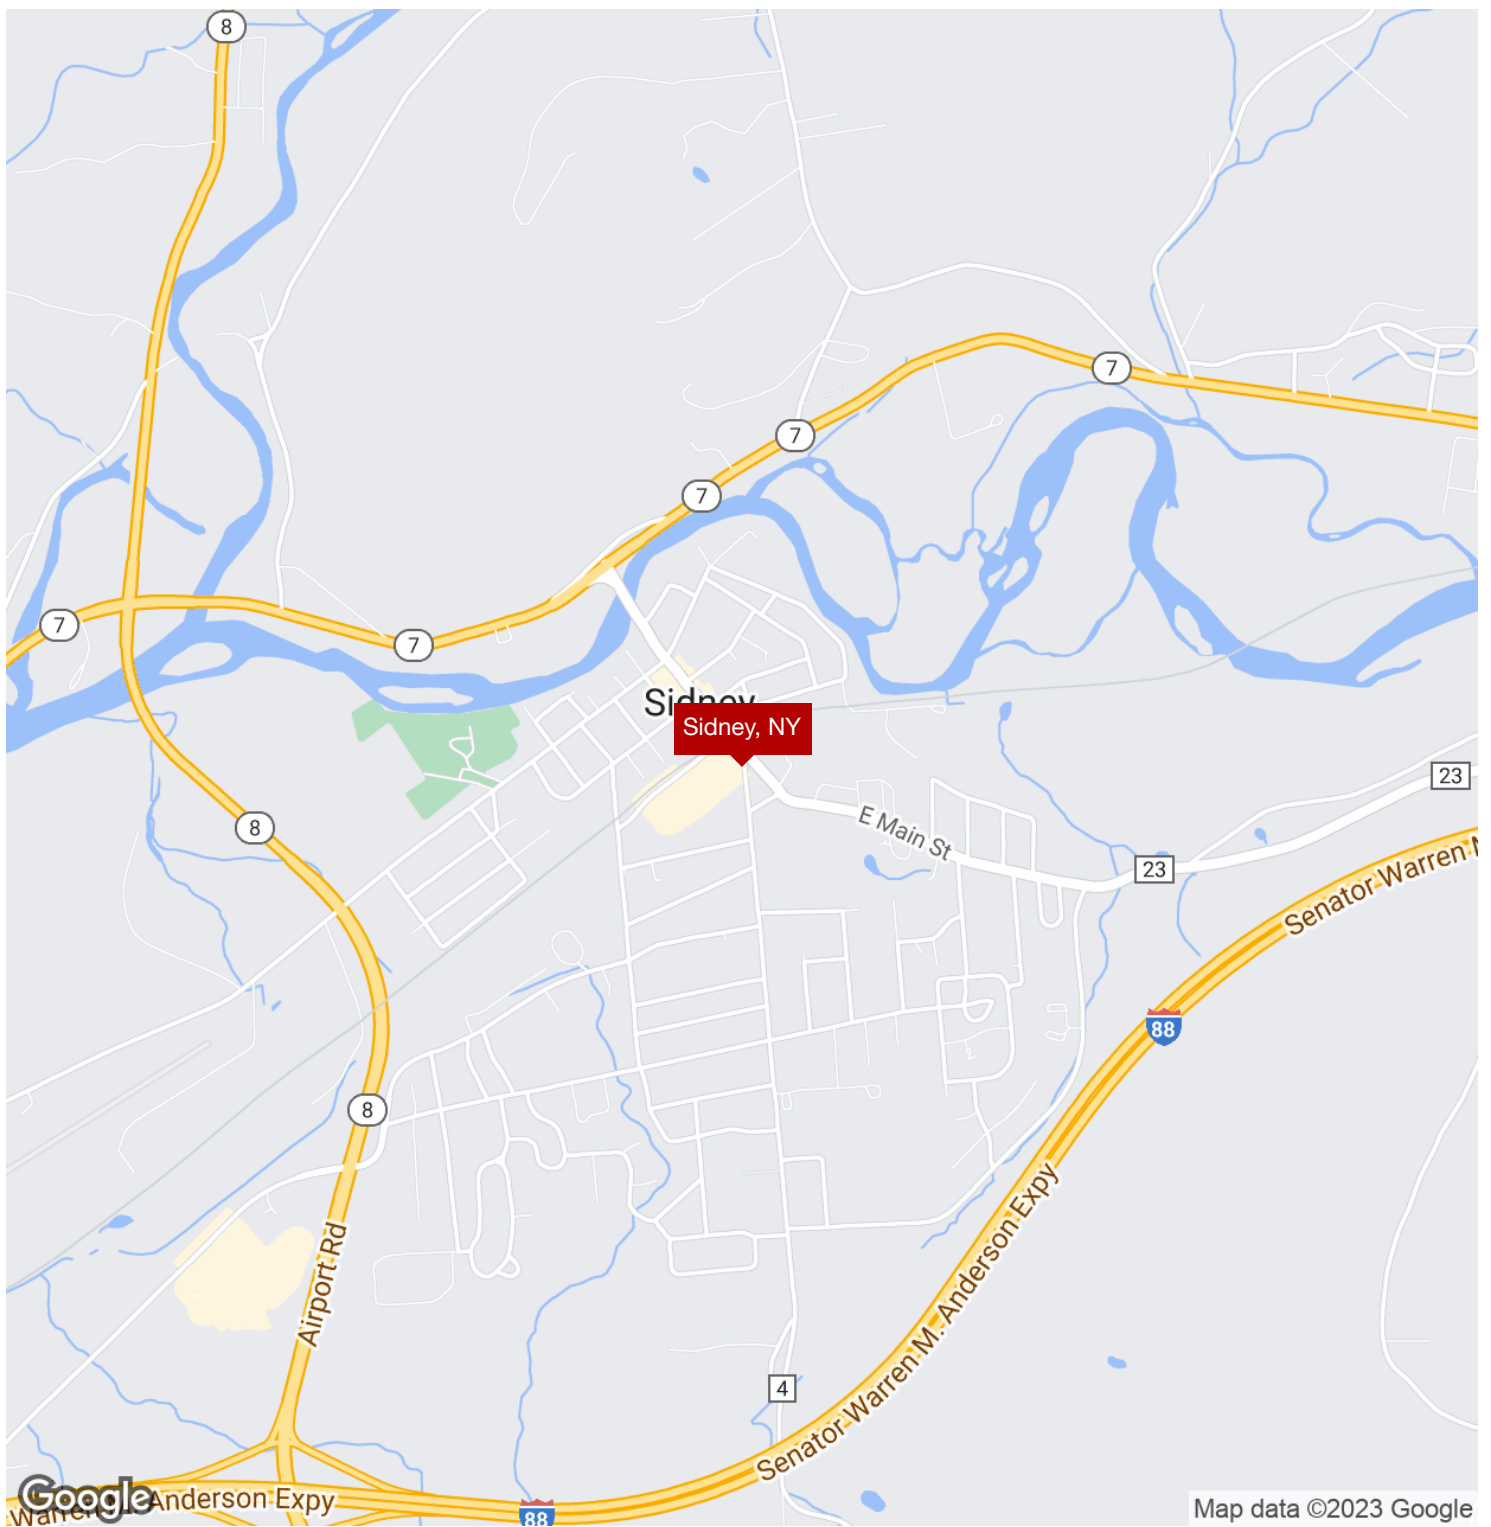 8
7
7
7
7
7
Sidney
Sidney, NY
23
8
E Main St
23
Senator Warren M
88
8
Airport Rd
Senator Warren M. Anderson Expy
4
Google
Warren M. Anderson Expy
88
Map data ©2023 Google